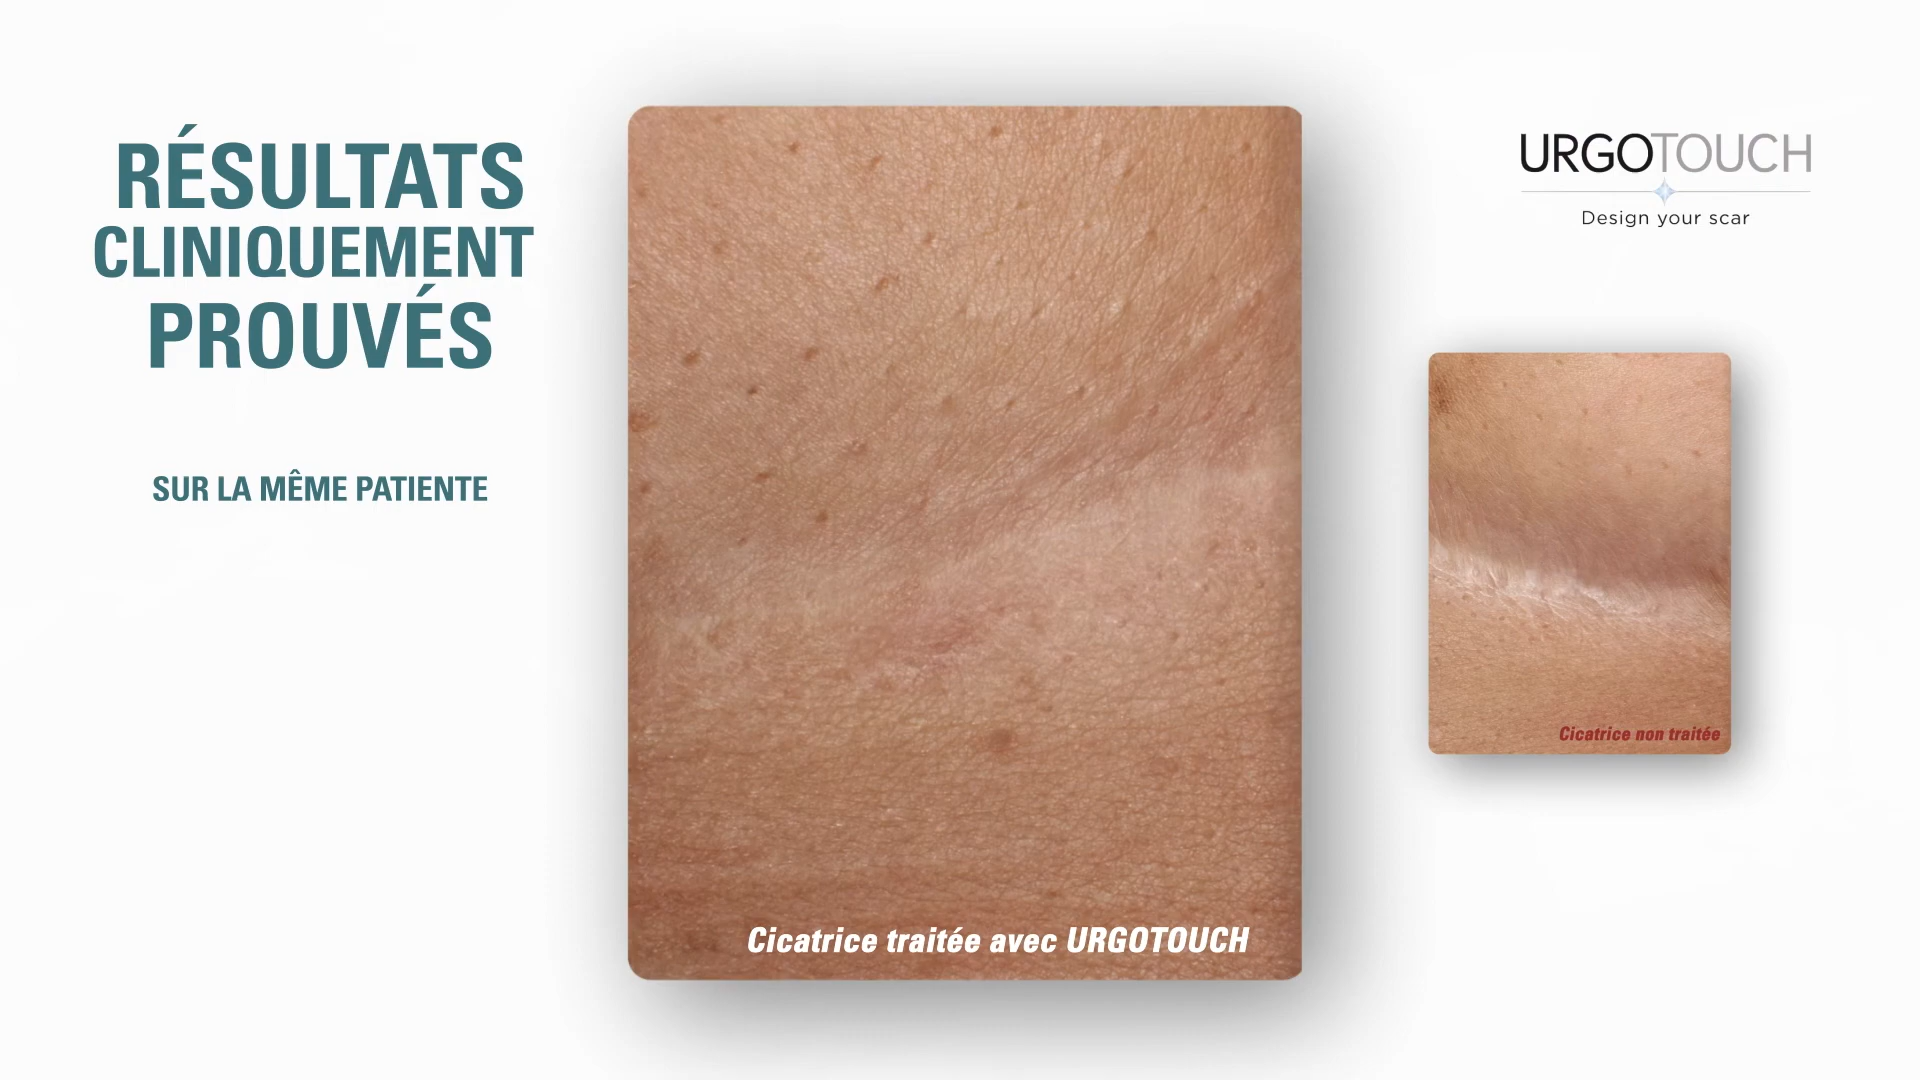 RÉSULTATS
CLINIQUEMENT
PROUVÉS
SUR LA MÊME PATIENTE
Cicatrice traitée avec URGOTOUCH
URGOTOUCH
Design your scar
Cicatrice non traitée